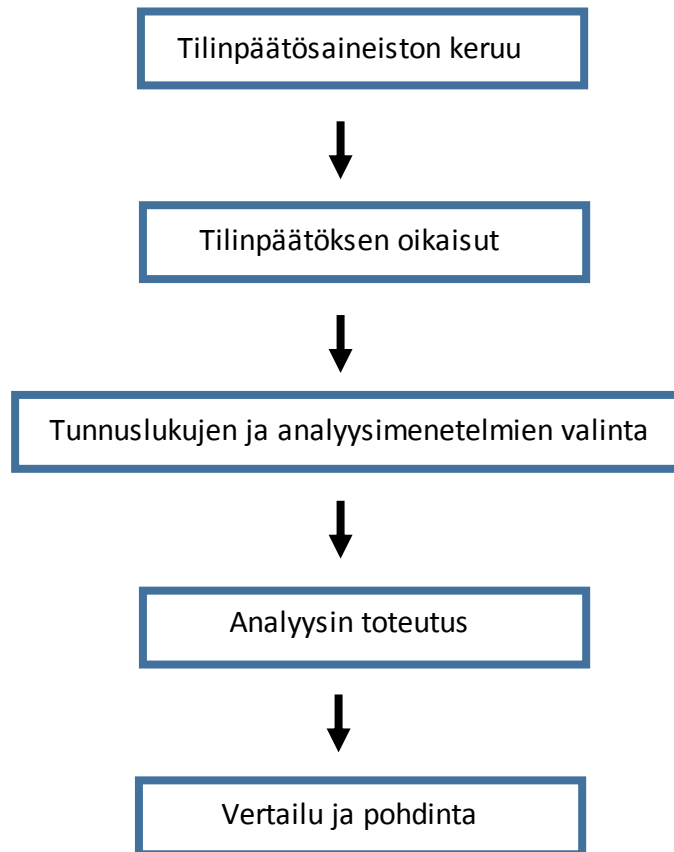 Tilinpäätösaineiston keruu
Tilinpäätöksen oikaisut
Tunnuslukujen ja analyysimenetelmien valinta
Analyysin toteutus
Vertailu ja pohdinta